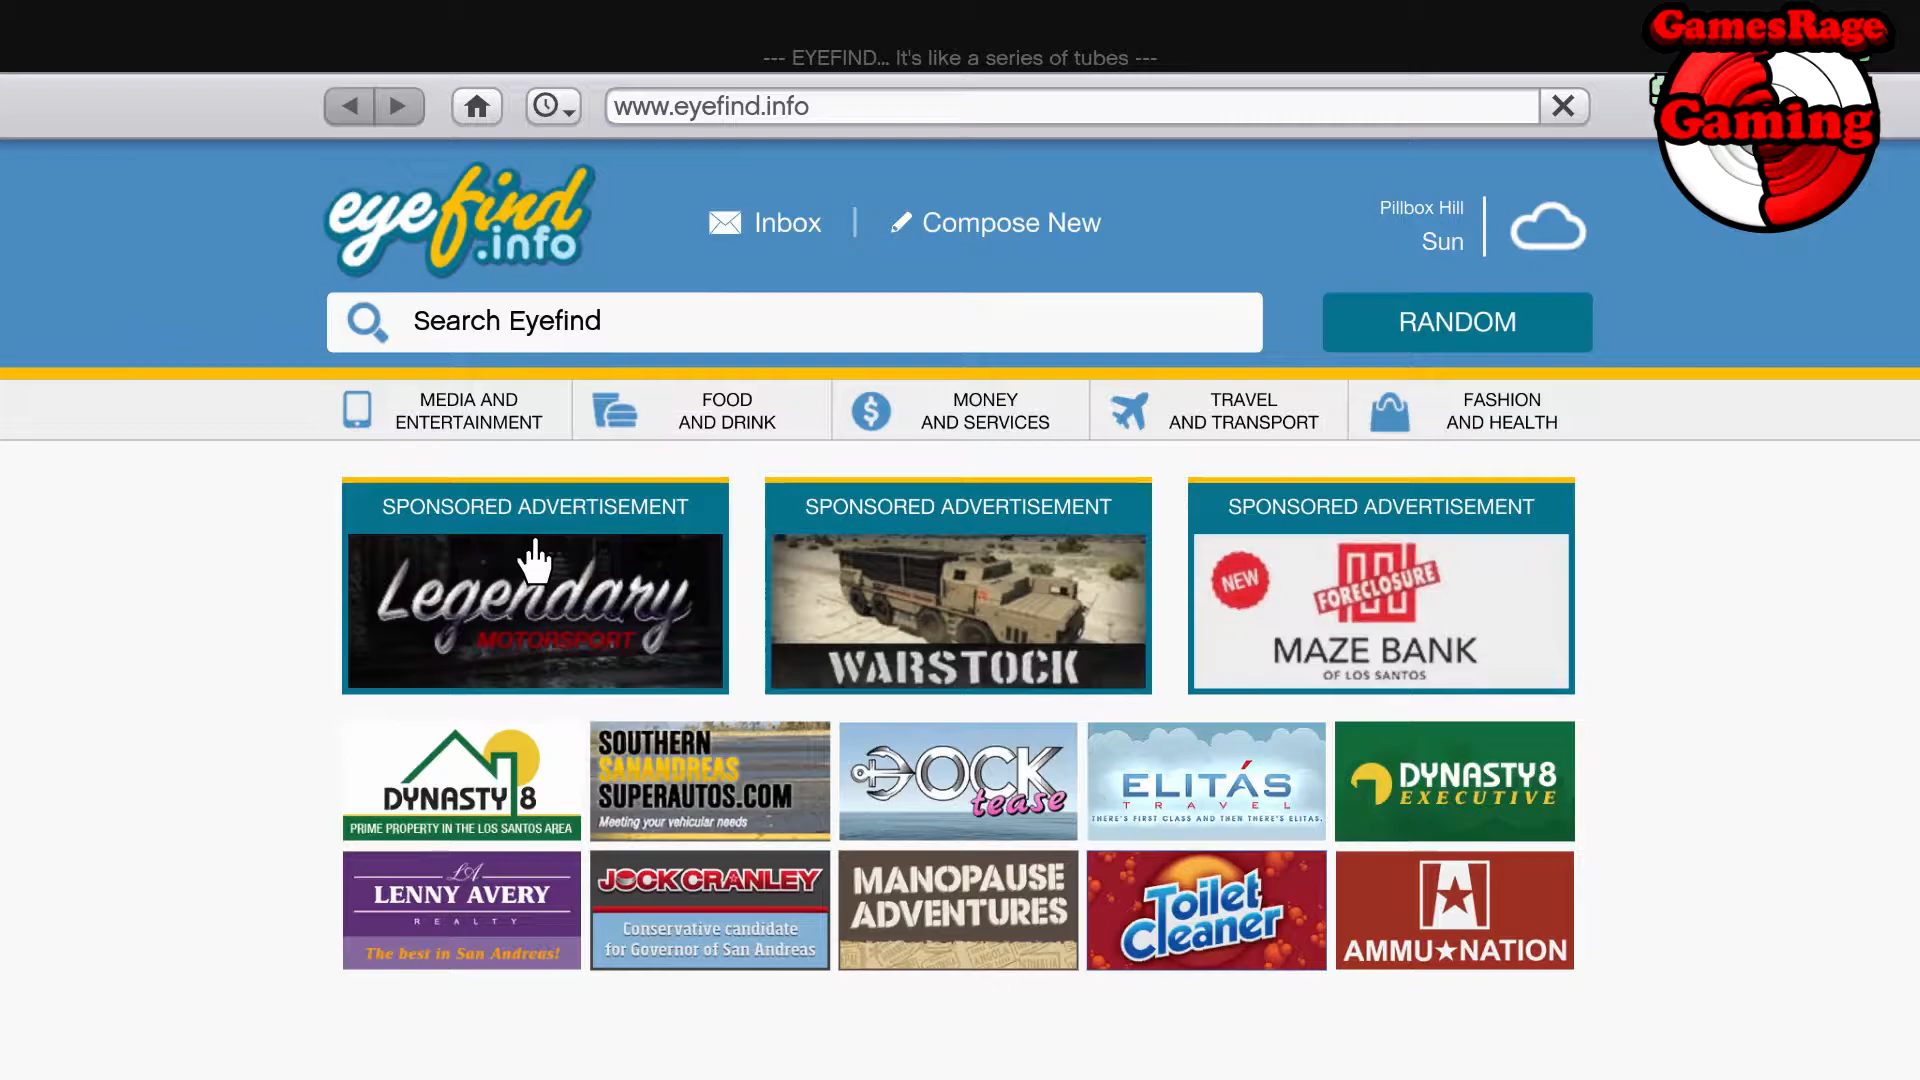 --- EYEFIND... It's like a series of tubes ---
GamesRage
Gaming
www.eyefind.info
eyefind
.info
Inbox
Compose New
Pillbox Hill
Sun
Search Eyefind
RANDOM
MEDIA AND
ENTERTAINMENT
FOOD
AND DRINK
MONEY
AND SERVICES
TRAVEL
AND TRANSPORT
FASHION
AND HEALTH
SPONSORED ADVERTISEMENT
Legendary
MOTORSPORT
SPONSORED ADVERTISEMENT
WARSTOCK
SPONSORED ADVERTISEMENT
NEW
FORECLOSURE
MAZE BANK
OF LOS SANTOS
DYNASTY 8
PRIME PROPERTY IN THE LOS SANTOS AREA
SOUTHERN
SANANDREAS
SUPERAUTOS.COM
Meeting your vehicular needs
DOCK
tease
ELITÁS
TRAVEL
THERE'S FIRST CLASS AND THEN THERE'S ELITAS.
DYNASTY8
EXECUTIVE
LA
LENNY AVERY
REALTY
The best in San Andreas!
JOCK CRANLEY
Conservative candidate
for Governor of San Andreas
MANOPAUSE
ADVENTURES
Toilet
Cleaner
AMMU★NATION